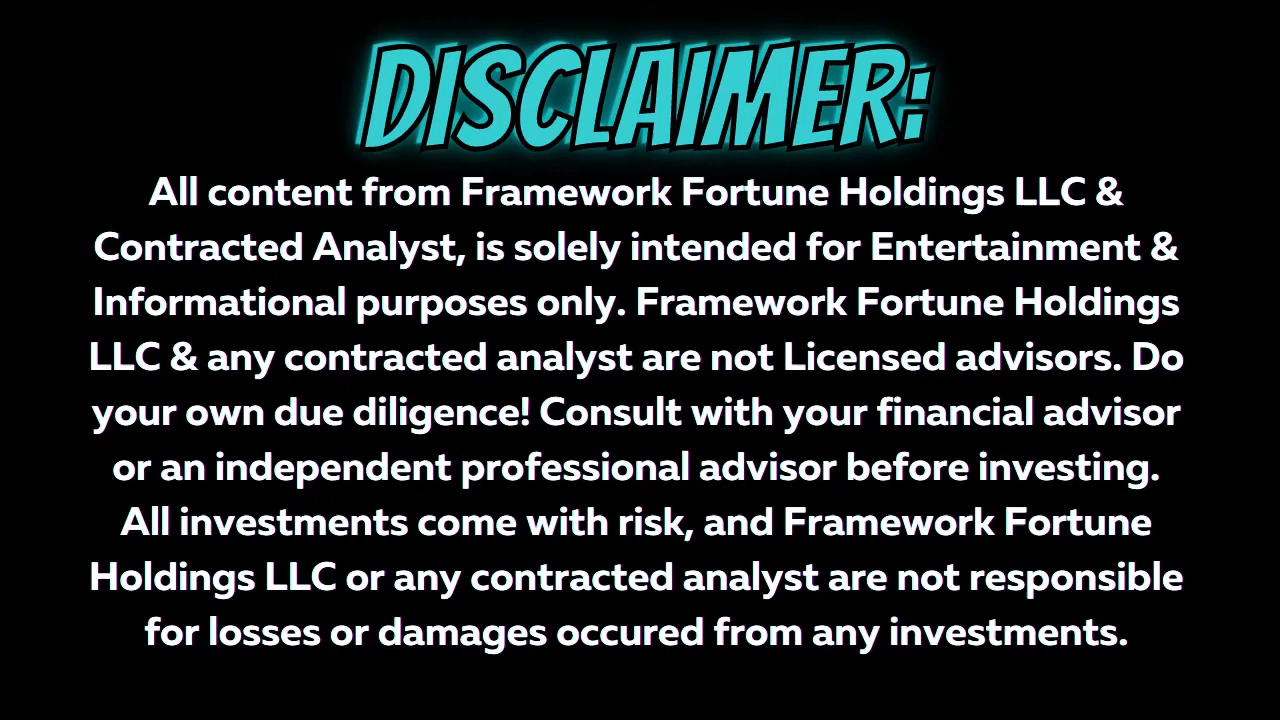 DISCLAIMER:
All content from Framework Fortune Holdings LLC &
Contracted Analyst, is solely intended for Entertainment &
Informational purposes only. Framework Fortune Holdings
LLC & any contracted analyst are not Licensed advisors. Do
your own due diligence! Consult with your financial advisor
or an independent professional advisor before investing.
All investments come with risk, and Framework Fortune
Holdings LLC or any contracted analyst are not responsible
for losses or damages occured from any investments.